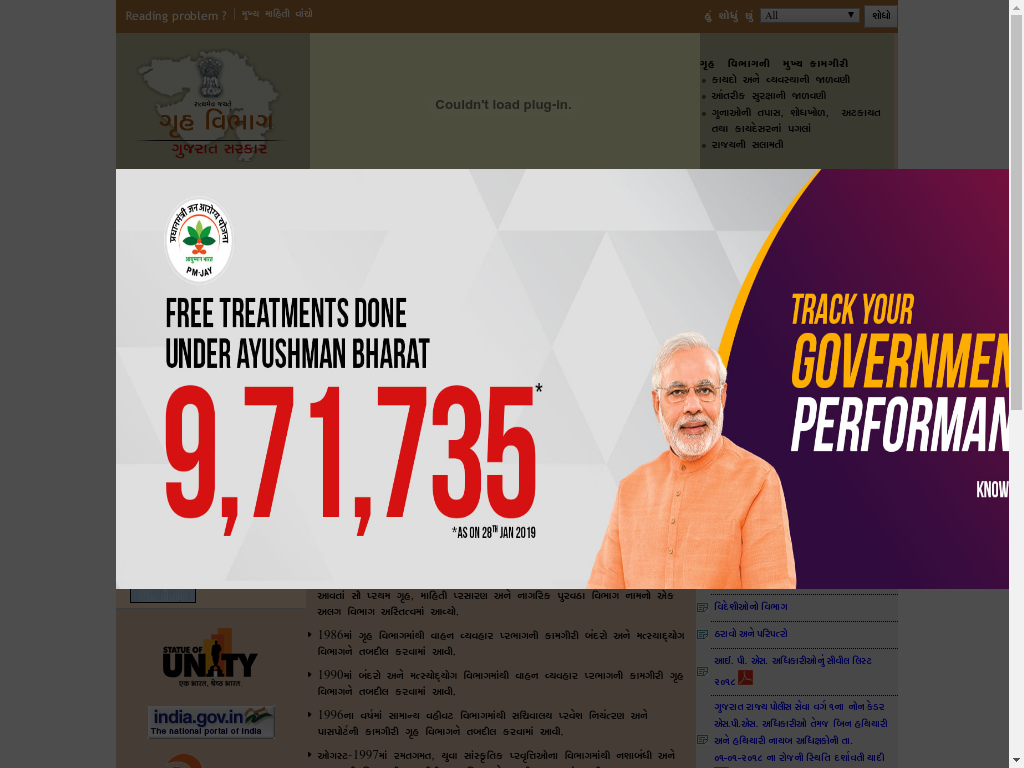 Reading problem ?
મુખ્ય માહિતી વાંચો
હું શોધું છું
All
શોધો
सत्यमेव जयते
ગૃહ વિભાગ
ગુજરાત સરકાર
Couldn't load plug-in.
ગૃહ વિભાગની મુખ્ય કામગીરી
કાયદો અને વ્યવસ્થાની જાળવણી
આંતરીક સુરક્ષાની જાળવણી
ગુનાઓની તપાસ, શોધખોળ, અટકાયત
તથા કાયદેસરનાં પગલાં
રાજ્યની સલામતી
प्रधानमंत्री जन आरोग्य योजना
आयुष्मान भारत
PM-JAY
FREE TREATMENTS DONE
UNDER AYUSHMAN BHARAT
9,71,735*
*AS ON 28TH JAN 2019
TRACK YOUR
GOVERNMEN
PERFORMAN
KNOW
આવતાં સૌ પ્રથમ ગૃહ, માહિતી પ્રસારણ અને નાગરિક પુરવઠા વિભાગ નામનો એક
અલગ વિભાગ અસ્તિત્વમાં આવ્યો.
1986માં ગૃહ વિભાગમાંથી વાહન વ્યવહાર પ્રભાગની કામગીરી બંદરો અને મત્સ્યોદ્યોગ
વિભાગને તબદીલ કરવામાં આવી.
1990માં બંદરો અને મત્સ્યોદ્યોગ વિભાગમાંથી વાહન વ્યવહાર પ્રભાગની કામગીરી ગૃહ
વિભાગને તબદીલ કરવામાં આવી.
1996ના વર્ષમાં સામાન્ય વહીવટ વિભાગમાંથી સચિવાલય પ્રવેશ નિયંત્રણ અને
પાસપોર્ટની કામગીરી ગૃહ વિભાગને તબદીલ કરવામાં આવી.
ઓગસ્ટ-1997માં રમતગમત, યુવા સાંસ્કૃતિક પ્રવૃત્તિઓના વિભાગમાંથી નશાબંધી અને
STATUE OF
UNITY
एक भारत, श्रेष्ठ भारत
india.gov.in
The national portal of India
વિદેશીઓનો વિભાગ
ઠરાવો અને પરિપત્રો
આઈ. પી. એસ. અધિકારીઓનું સીવીલ લિસ્ટ
૨૦૧૮
ગુજરાત રાજ્ય પોલીસ સેવા વર્ગ ૧ના નોન કેડર
એસ.પી.એસ. અધિકારીઓ તેમજ બિન હથિયારી
અને હથિયારી નાયબ અધિક્ષકોની તા.
૦૧-૦૧-૨૦૧૮ ના રોજની સ્થિતિ દર્શાવતી યાદી